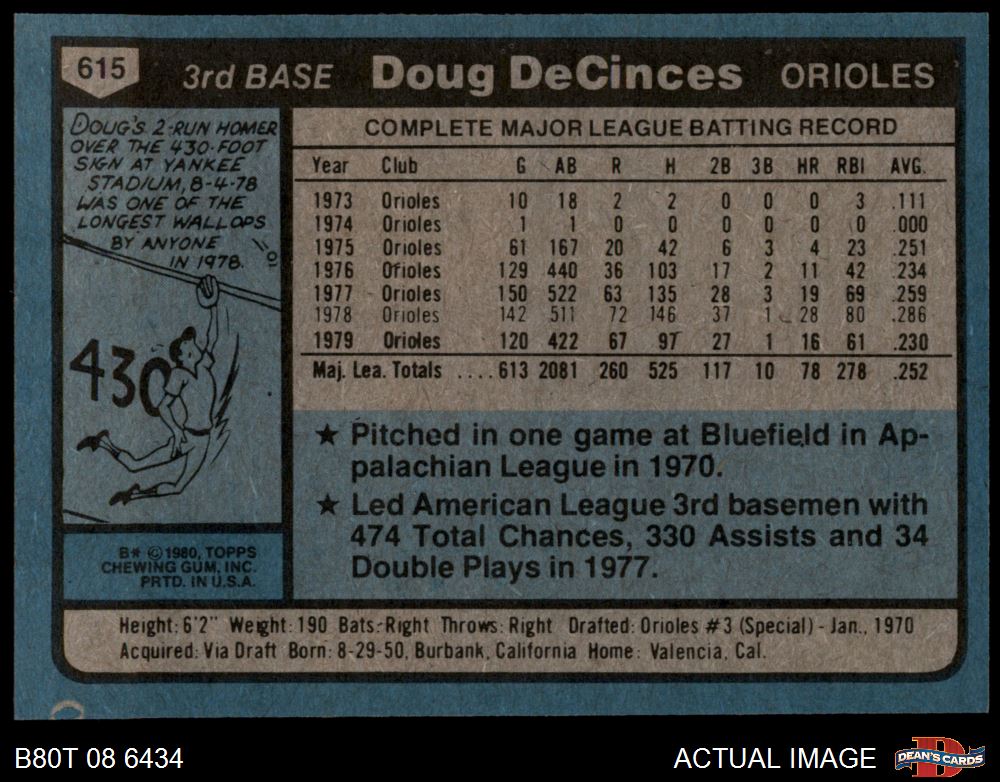 615 3rd BASE Doug DeCinces ORIOLES
DOUG'S 2-RUN HOMER
OVER THE 430-FOOT
SIGN AT YANKEE
STADIUM, 8-4-78
WAS ONE OF THE
LONGEST WALLOPS
BY ANYONE
IN 1978.
430
B* © 1980, TOPPS
CHEWING GUM, INC.
PRTD. IN U.S.A.
COMPLETE MAJOR LEAGUE BATTING RECORD
Year Club G AB R H 2B 3B HR RBI AVG.
1973 Orioles 10 18 2 2 0 0 0 3 .111
1974 Orioles 1 1 0 0 0 0 0 0 .000
1975 Orioles 61 167 20 42 6 3 4 23 .251
1976 Orioles 129 440 36 103 17 2 11 42 .234
1977 Orioles 150 522 63 135 28 3 19 69 .259
1978 Orioles 142 511 72 146 37 1 28 80 .286
1979 Orioles 120 422 67 97 27 1 16 61 .230
Maj. Lea. Totals .... 613 2081 260 525 117 10 78 278 .252
★ Pitched in one game at Bluefield in Ap-
palachian League in 1970.
★ Led American League 3rd basemen with
474 Total Chances, 330 Assists and 34
Double Plays in 1977.
Height: 6'2" Weight: 190 Bats: Right Throws: Right Drafted: Orioles #3 (Special) - Jan., 1970
Acquired: Via Draft Born: 8-29-50, Burbank, California Home: Valencia, Cal.
B80T 08 6434
ACTUAL IMAGE
D
DEAN'S CARDS